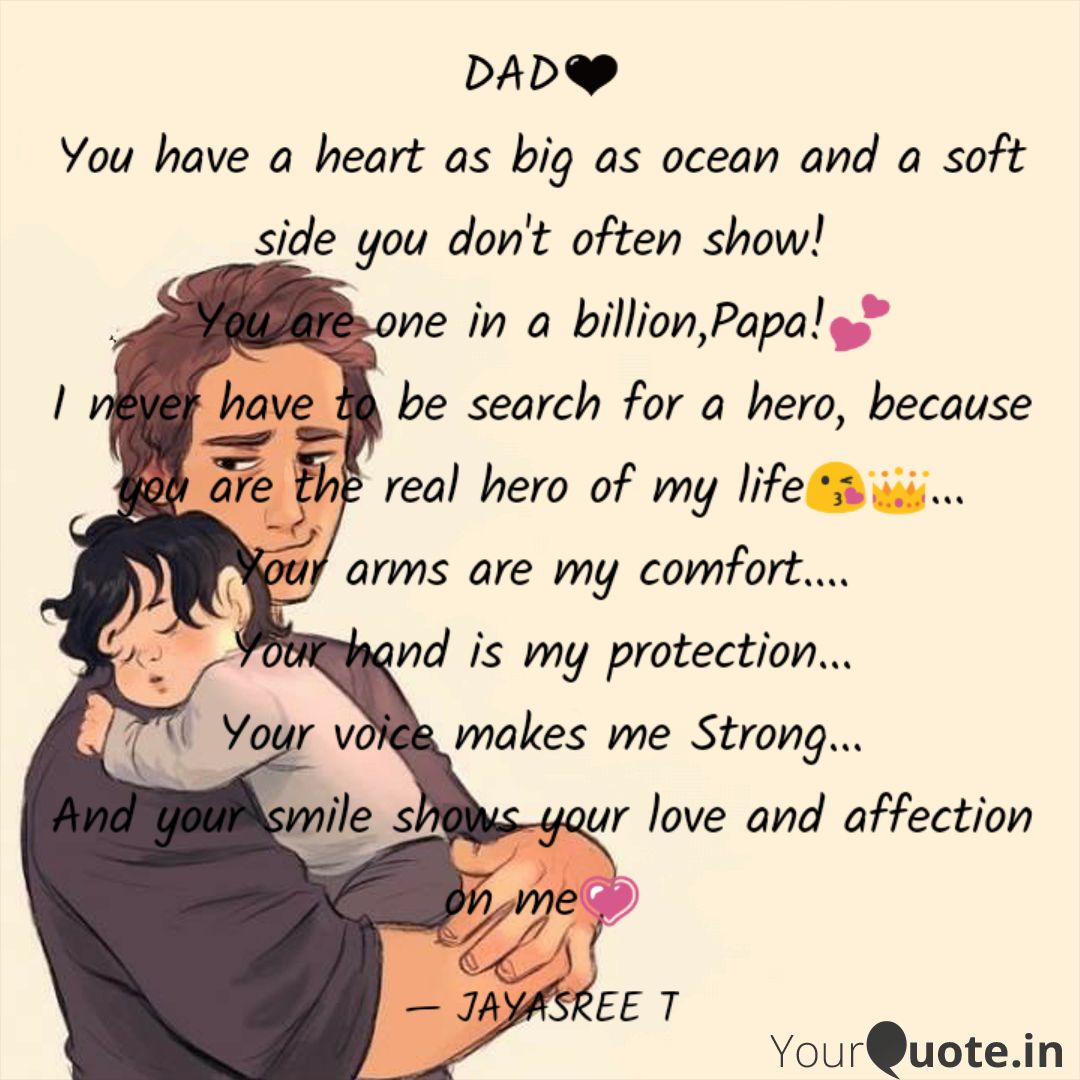 DAD🖤
You have a heart as big as ocean and a soft
side you don't often show!
You are one in a billion,Papa!💕
I never have to be search for a hero, because
you are the real hero of my life😘👑...
Your arms are my comfort....
Your hand is my protection...
Your voice makes me Strong...
And your smile shows your love and affection
on me💗
— JAYASREE T
YourQuote.in